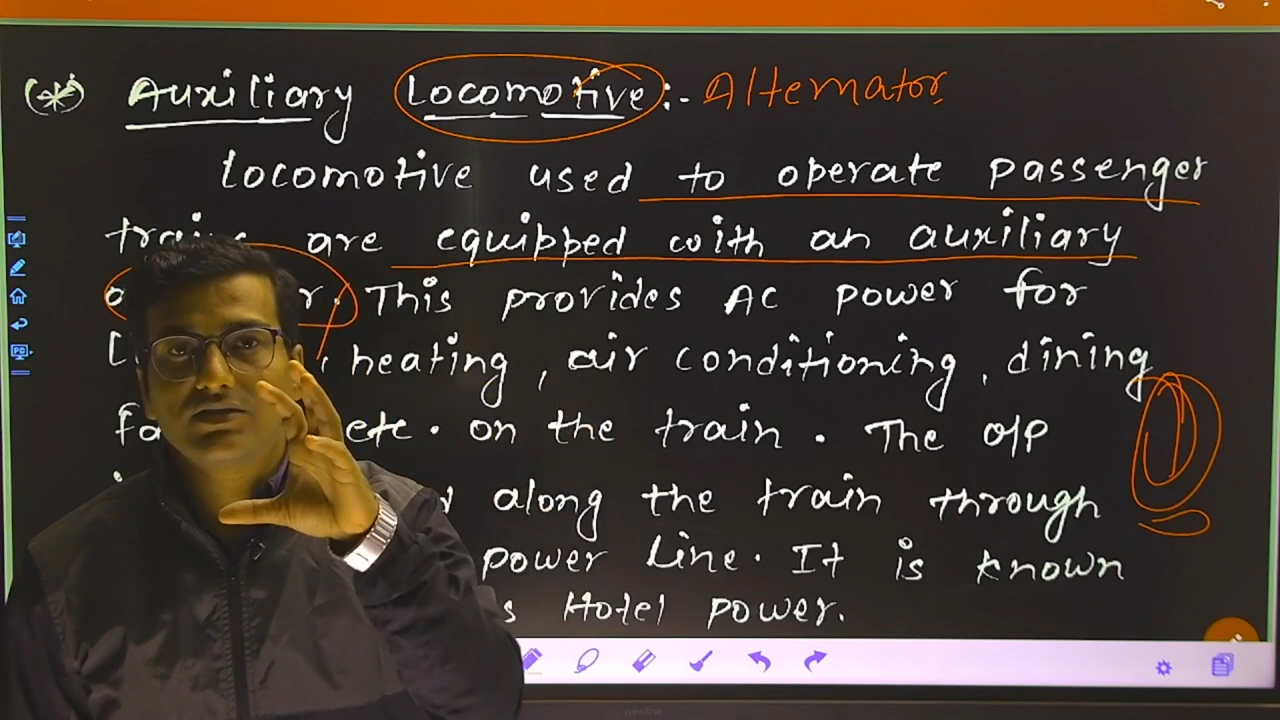 (*) Auxiliary Locomotive :- Alternator.
Locomotive used to operate passenger
are equipped with an auxiliary
This provides AC power for
heating, air conditioning, dining
etc. on the train. The O/P
along the train through
power line. It is known
Hotel power.
newline